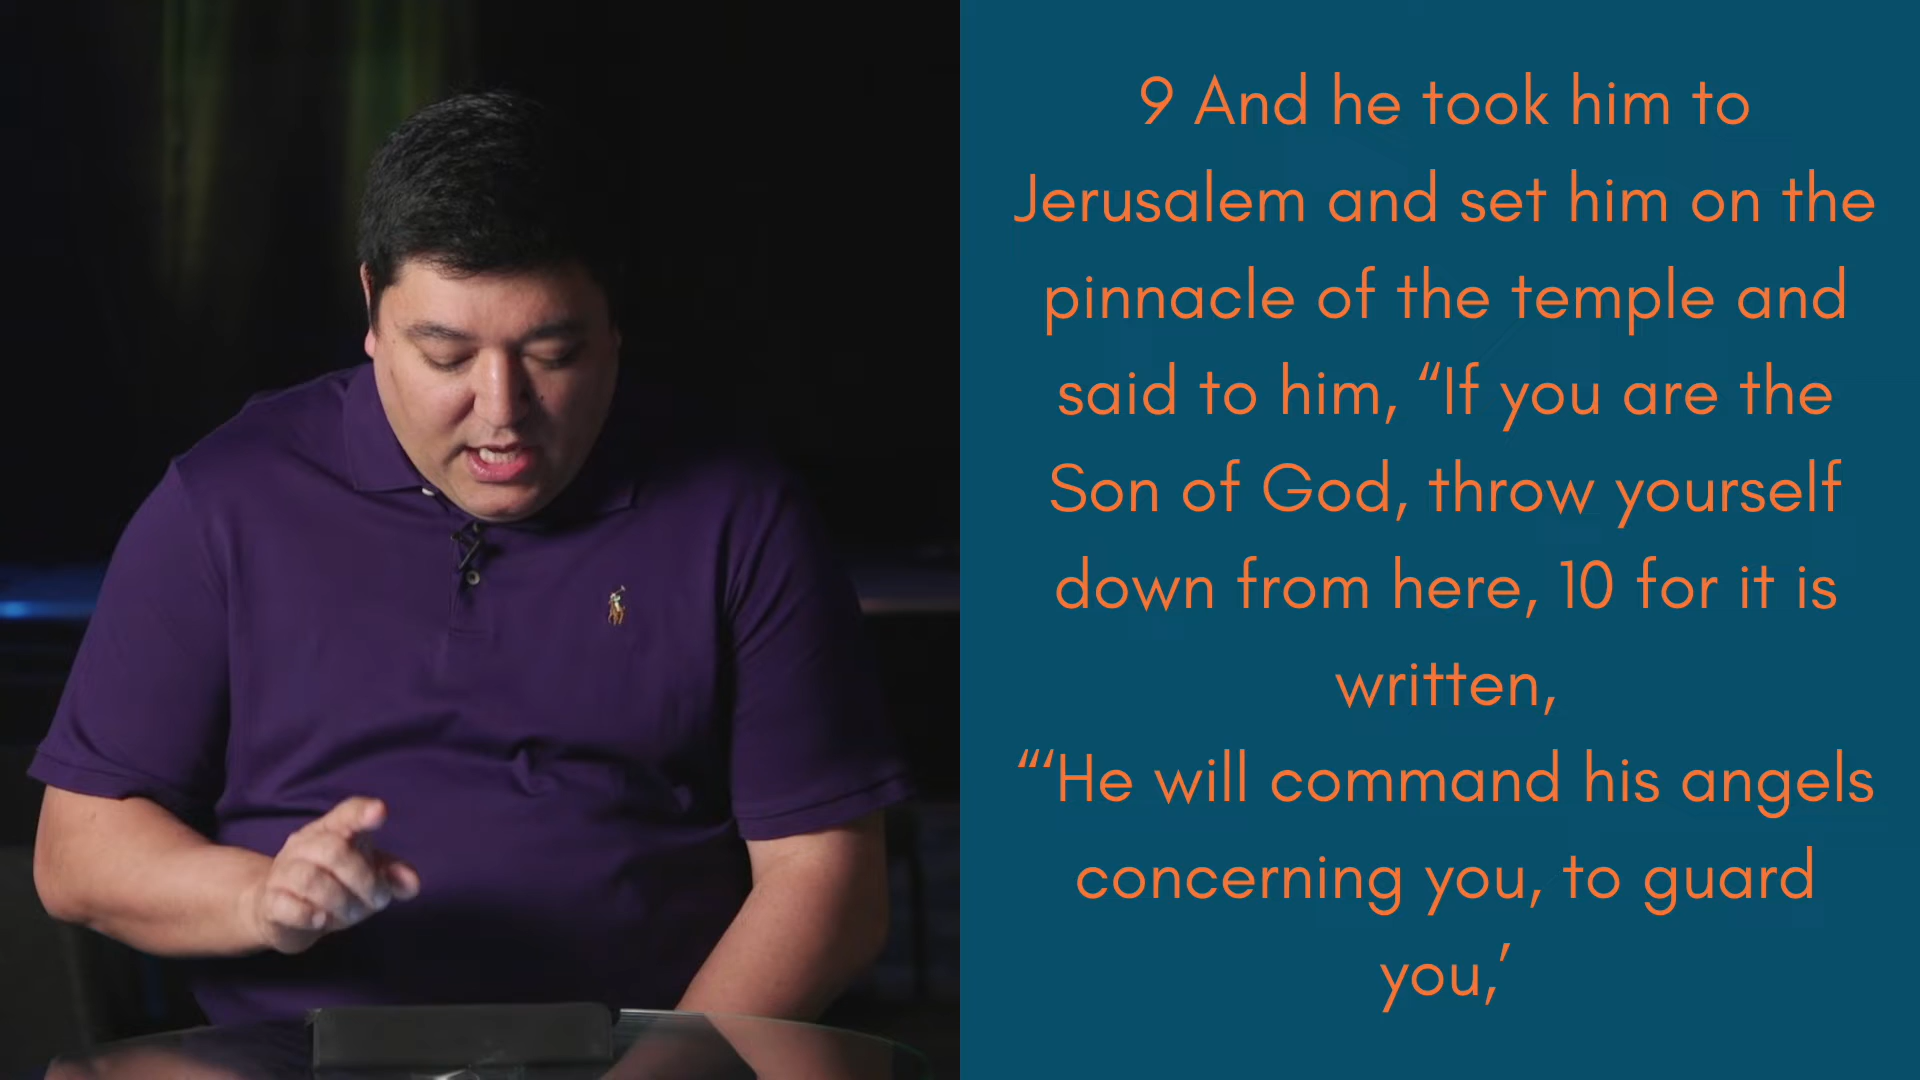 9 And he took him to
Jerusalem and set him on the
pinnacle of the temple and
said to him, “If you are the
Son of God, throw yourself
down from here, 10 for it is
written,
“‘He will command his angels
concerning you, to guard
you,’